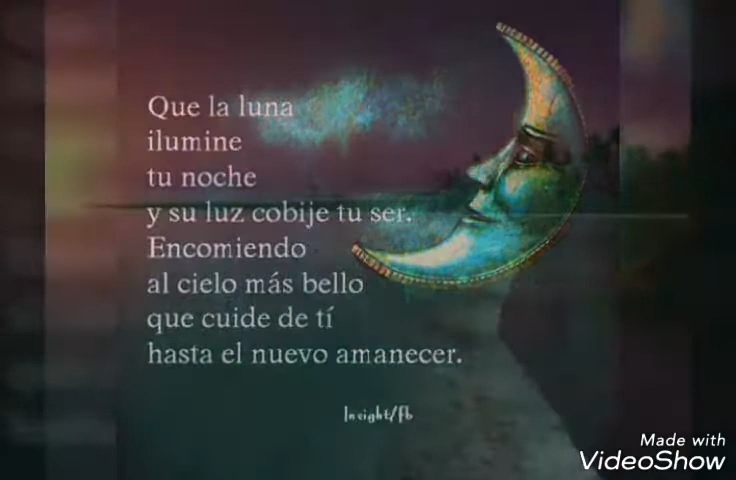 Que la luna
ilumine
tu noche
y su luz cobije tu ser.
Encomiendo
al cielo más bello
que cuide de tí
hasta el nuevo amanecer.
Insight/fb
Made with
VideoShow